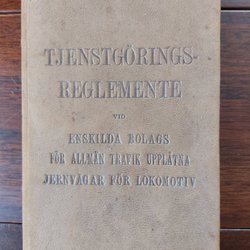 TJENSTGÖRINGS-
REGLEMENTE
VID
ENSKILDA BOLAGS
FÖR ALLMÄN TRAFIK UPPLÅTNA
JERNVÄGAR FÖR LOKOMOTIV